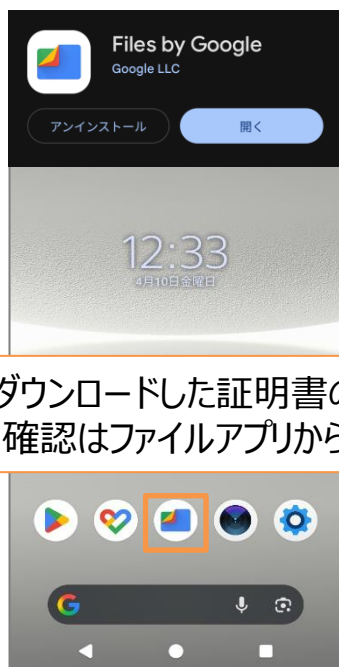 Files by Google
Google LLC
アンインストール
開く
12:33
4月10日金曜日
ダウンロードした証明書の
確認はファイルアプリから